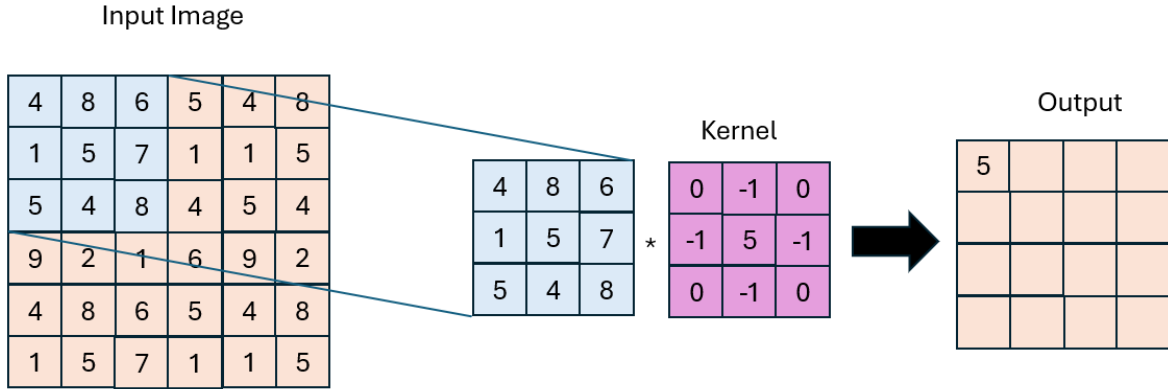 Input Image
4 8 6 5 4 8
1 5 7 1 1 5
5 4 8 4 5 4
9 2 1 6 9 2
4 8 6 5 4 8
1 5 7 1 1 5
4 8 6
1 5 7
5 4 8
*
Kernel
0 -1 0
-1 5 -1
0 -1 0
Output
5